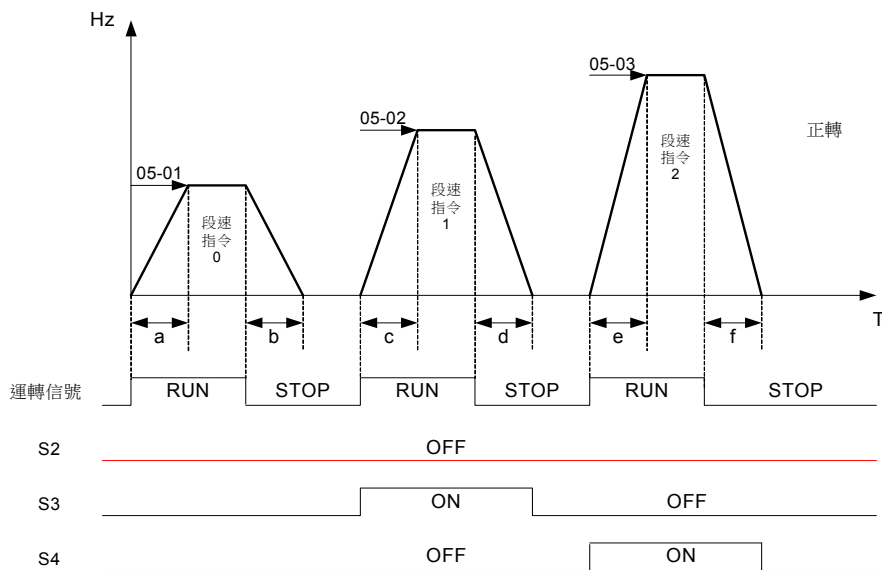 Hz
05-03
05-02
正轉
05-01
段速
指令
2
段速
指令
1
段速
指令
0
T
a
b
c
d
e
f
運轉信號
RUN
STOP
RUN
STOP
RUN
STOP
S2
OFF
S3
ON
OFF
S4
OFF
ON